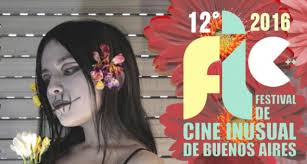 12° 2016
fic
FESTIVAL
DE
CINE INUSUAL
DE BUENOS AIRES